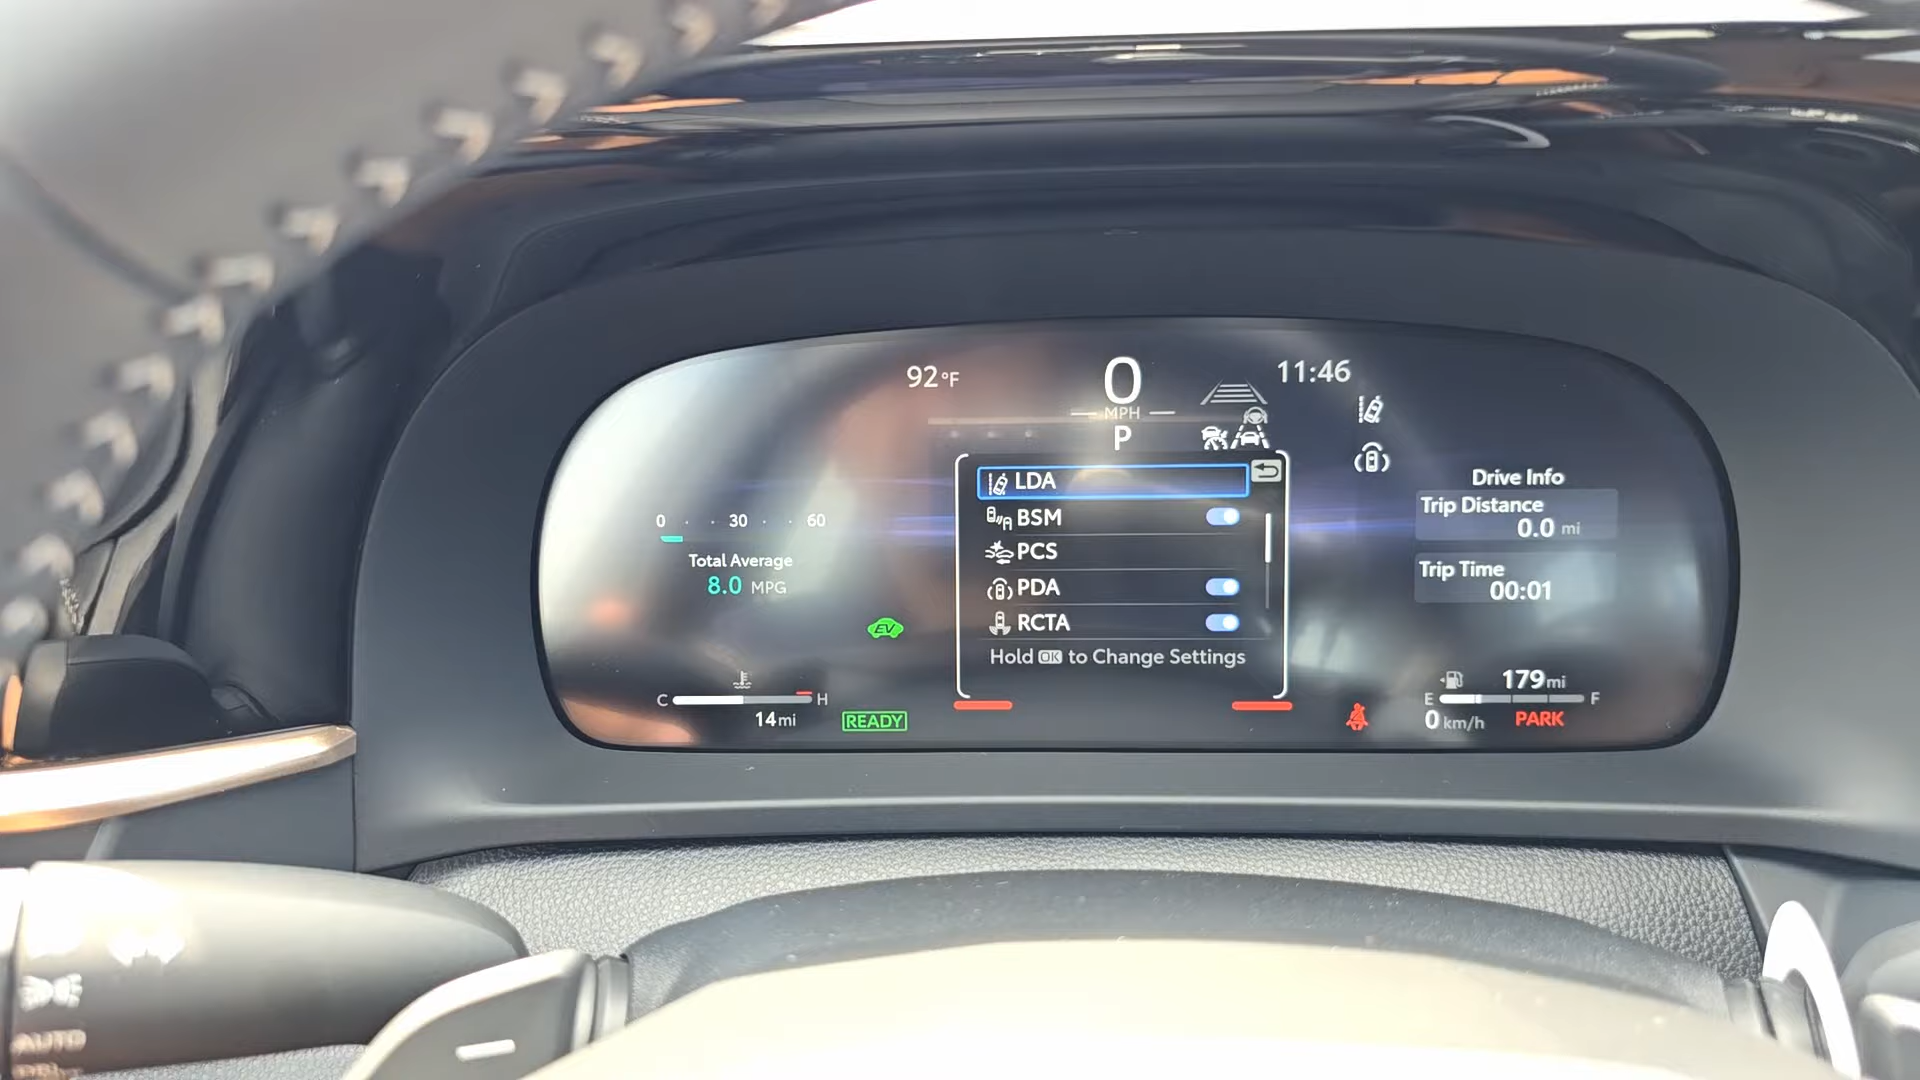 92°F
0
MPH
P
11:46
0 30 60
Total Average
8.0 MPG
EV
C H
14mi
READY
LDA
BSM
PCS
PDA
RCTA
Hold OK to Change Settings
Drive Info
Trip Distance
0.0 mi
Trip Time
00:01
179mi
E F
0 km/h PARK
AUTO